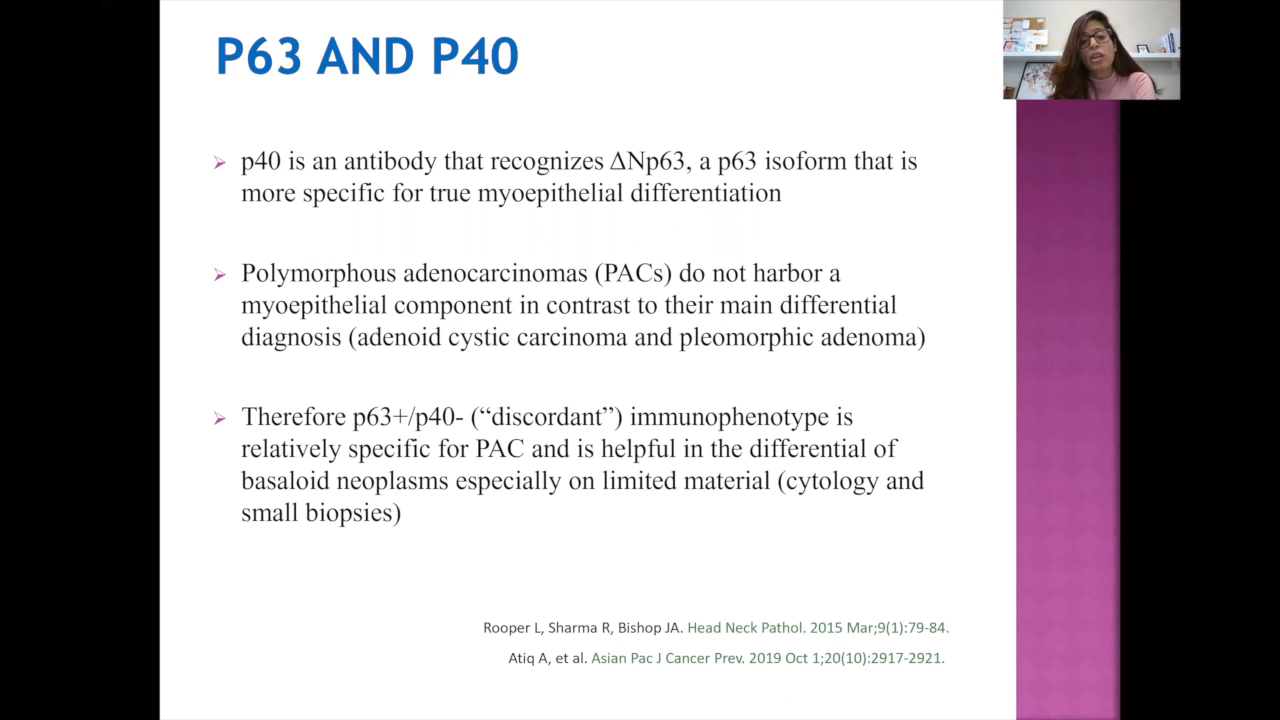 P63 AND P40
p40 is an antibody that recognizes ΔNp63, a p63 isoform that is
more specific for true myoepithelial differentiation
Polymorphous adenocarcinomas (PACs) do not harbor a
myoepithelial component in contrast to their main differential
diagnosis (adenoid cystic carcinoma and pleomorphic adenoma)
Therefore p63+/p40- (“discordant”) immunophenotype is
relatively specific for PAC and is helpful in the differential of
basaloid neoplasms especially on limited material (cytology and
small biopsies)
Rooper L, Sharma R, Bishop JA. Head Neck Pathol. 2015 Mar;9(1):79-84.
Atiq A, et al. Asian Pac J Cancer Prev. 2019 Oct 1;20(10):2917-2921.